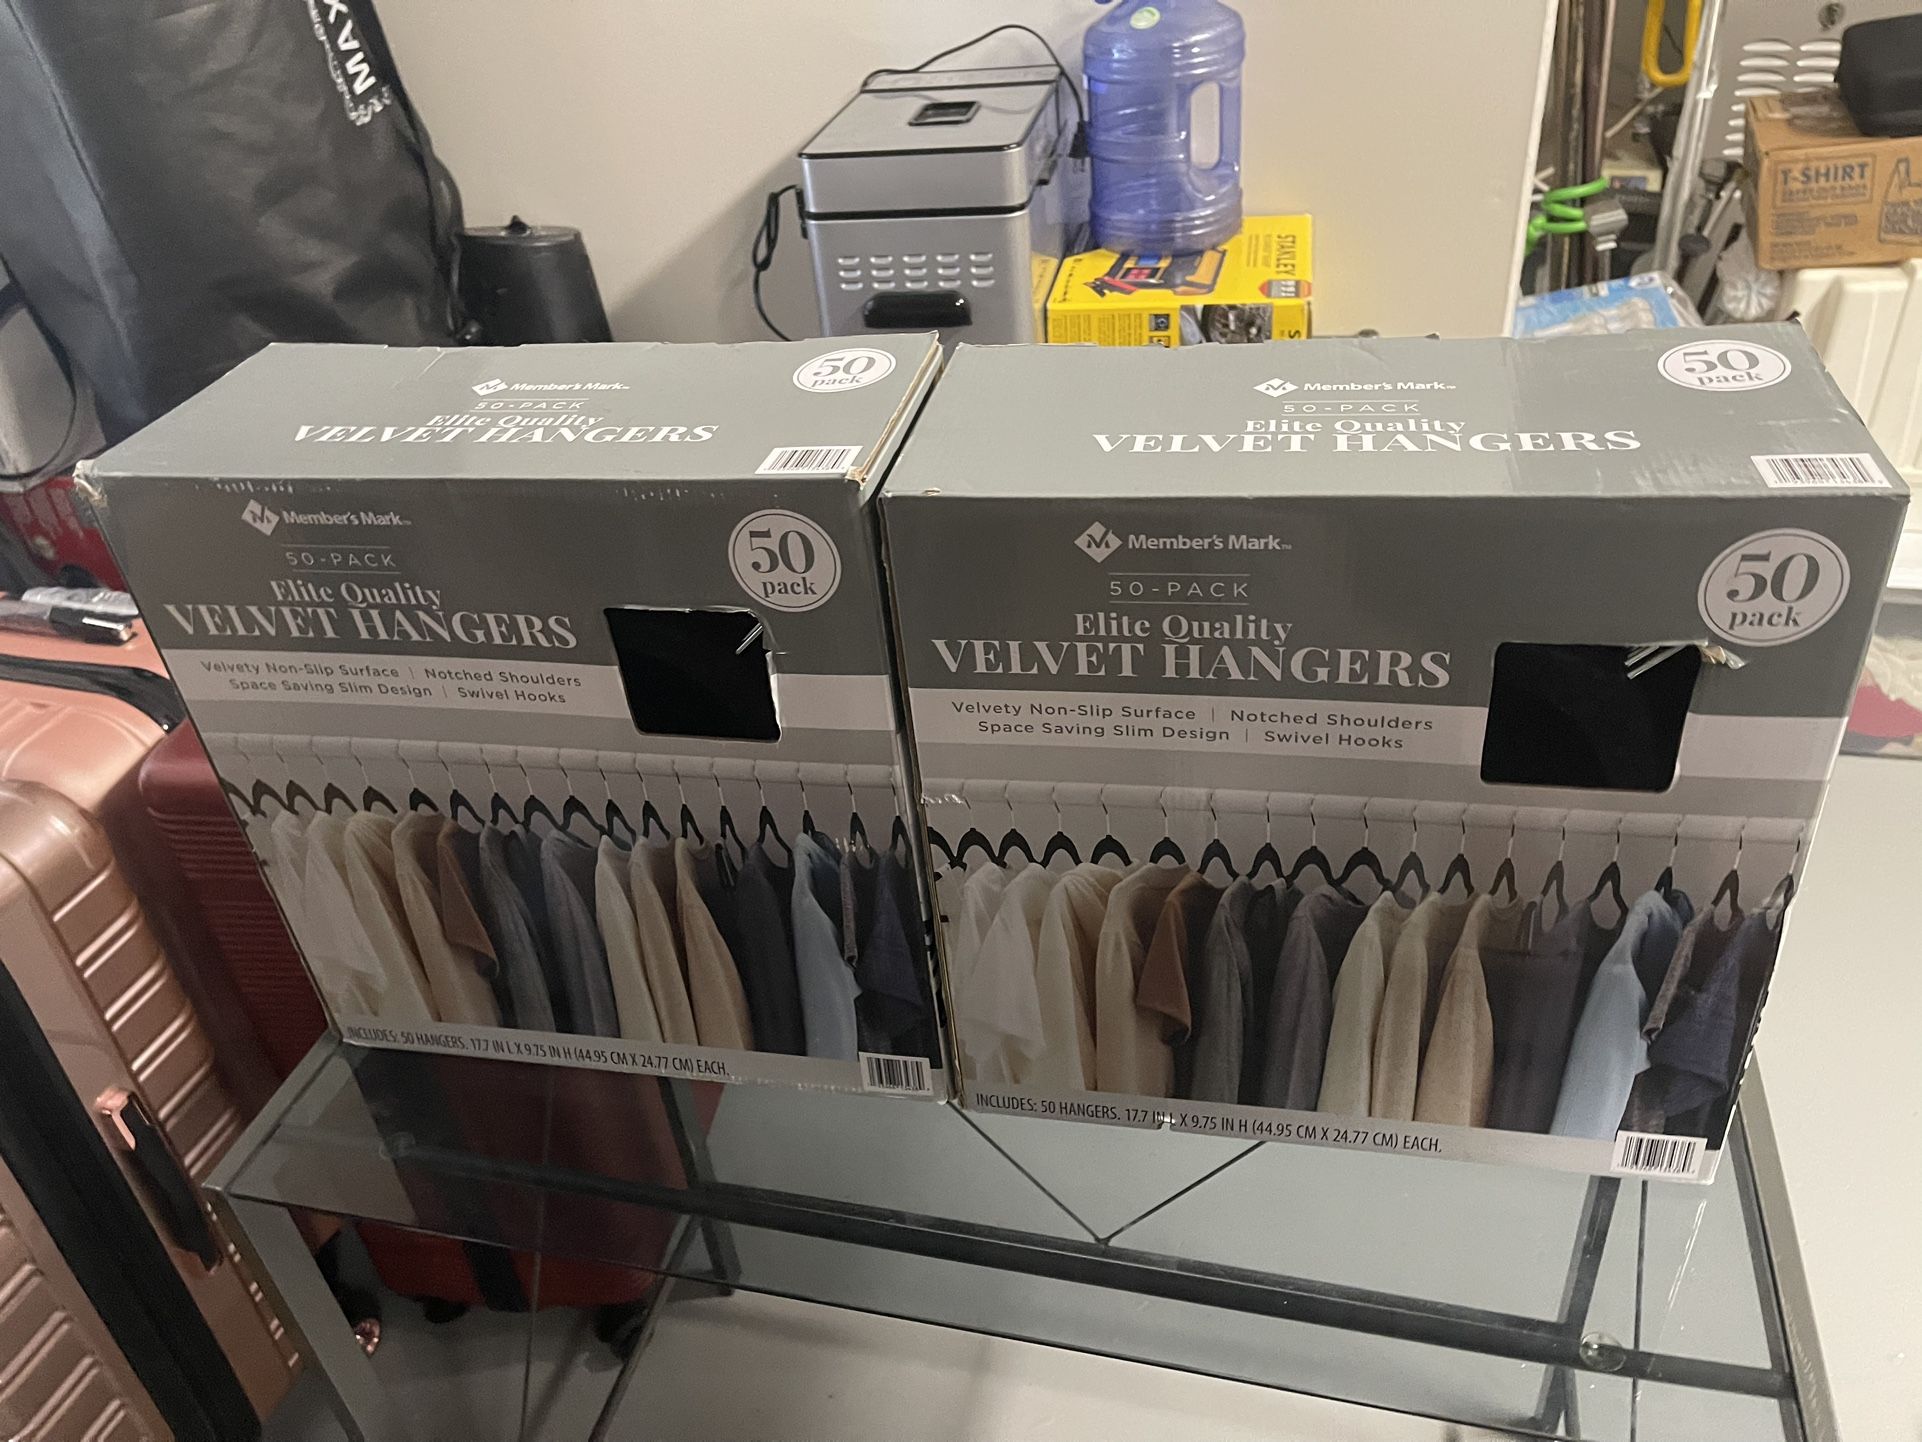 MAX
Member's Mark™
50-PACK
Elite Quality
VELVET HANGERS
50
pack
Member's Mark™
50-PACK
Elite Quality
VELVET HANGERS
Velvety Non-Slip Surface | Notched Shoulders
Space Saving Slim Design | Swivel Hooks
50
pack
INCLUDES: 50 HANGERS. 17.7 IN L X 9.75 IN H (44.95 CM X 24.77 CM) EACH.
Member's Mark™
50-PACK
Elite Quality
VELVET HANGERS
50
pack
Member's Mark™
50-PACK
Elite Quality
VELVET HANGERS
Velvety Non-Slip Surface | Notched Shoulders
Space Saving Slim Design | Swivel Hooks
50
pack
INCLUDES: 50 HANGERS. 17.7 IN L X 9.75 IN H (44.95 CM X 24.77 CM) EACH.
STANLEY
T-SHIRT